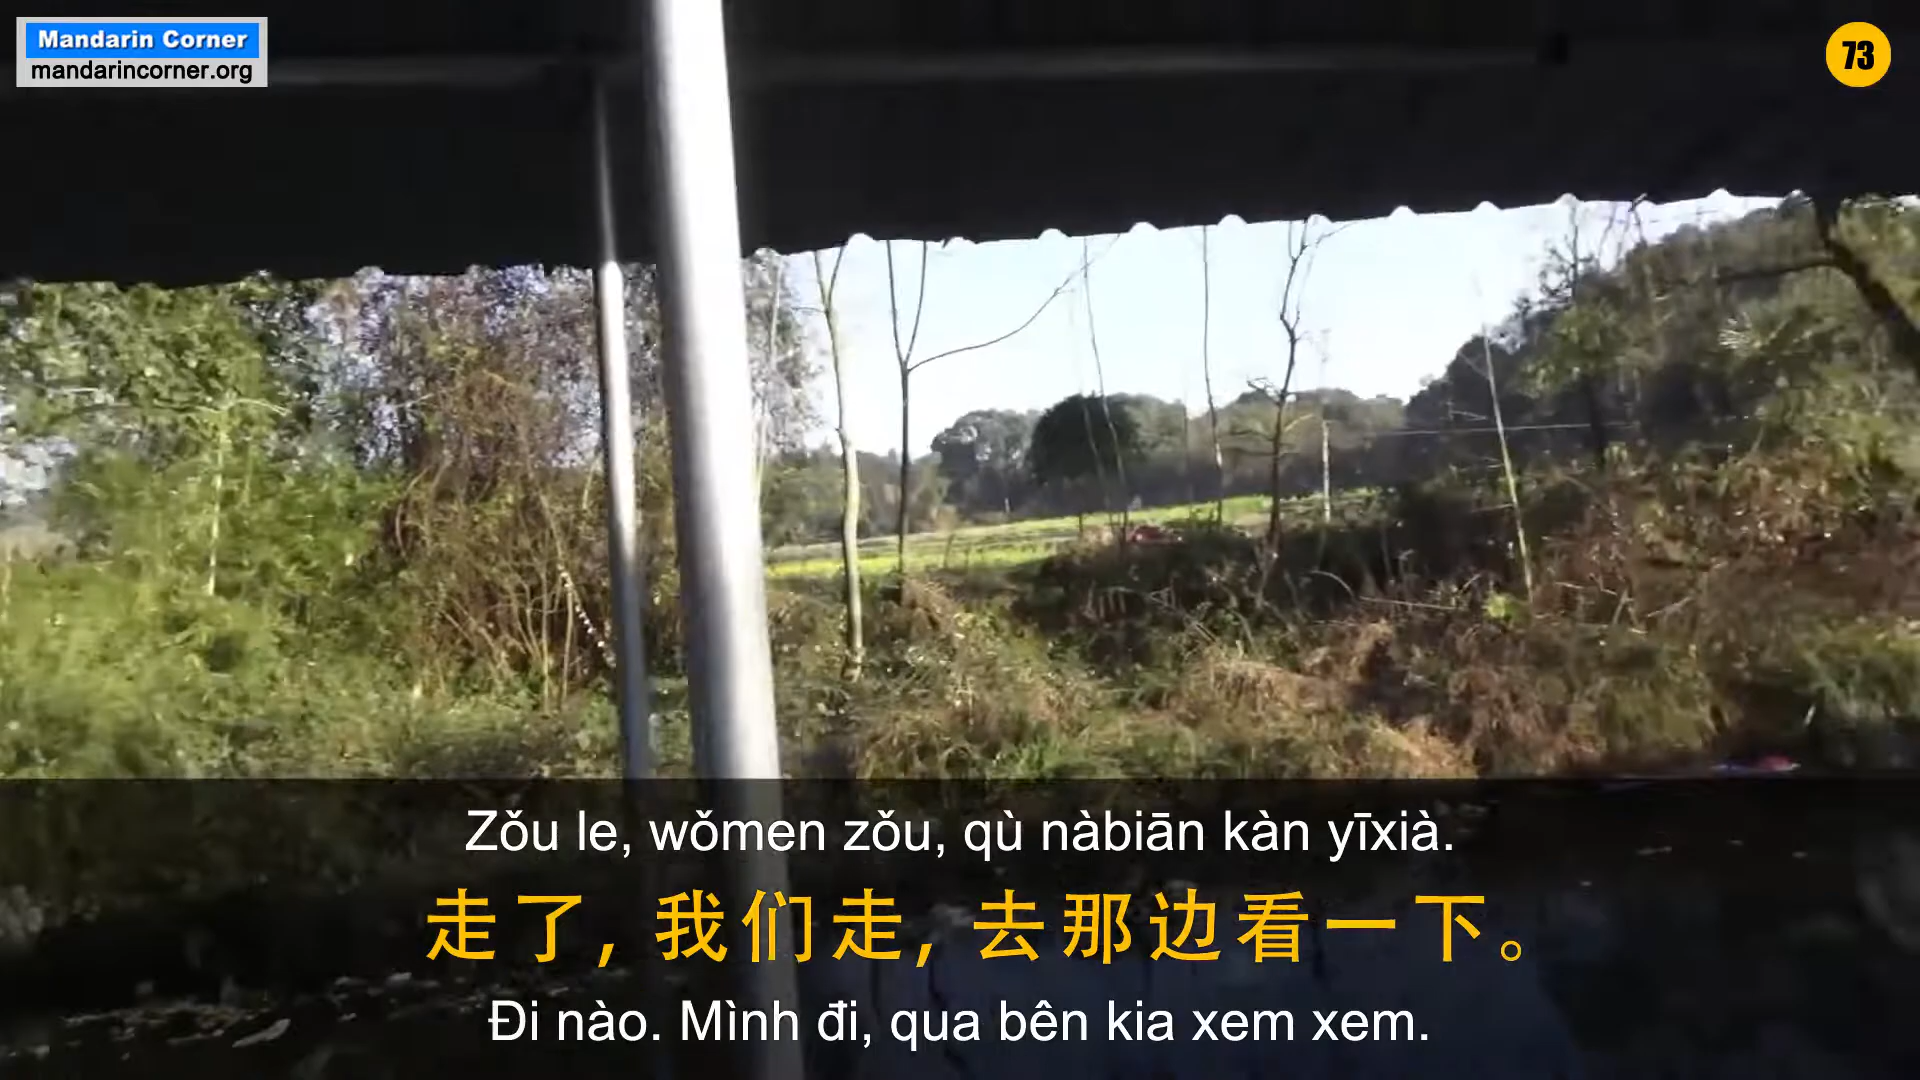 Mandarin Corner
mandarincorner.org
73
Zǒu le, wǒmen zǒu, qù nàbiān kàn yīxià.
走了, 我们走, 去那边看一下。
Đi nào. Mình đi, qua bên kia xem xem.